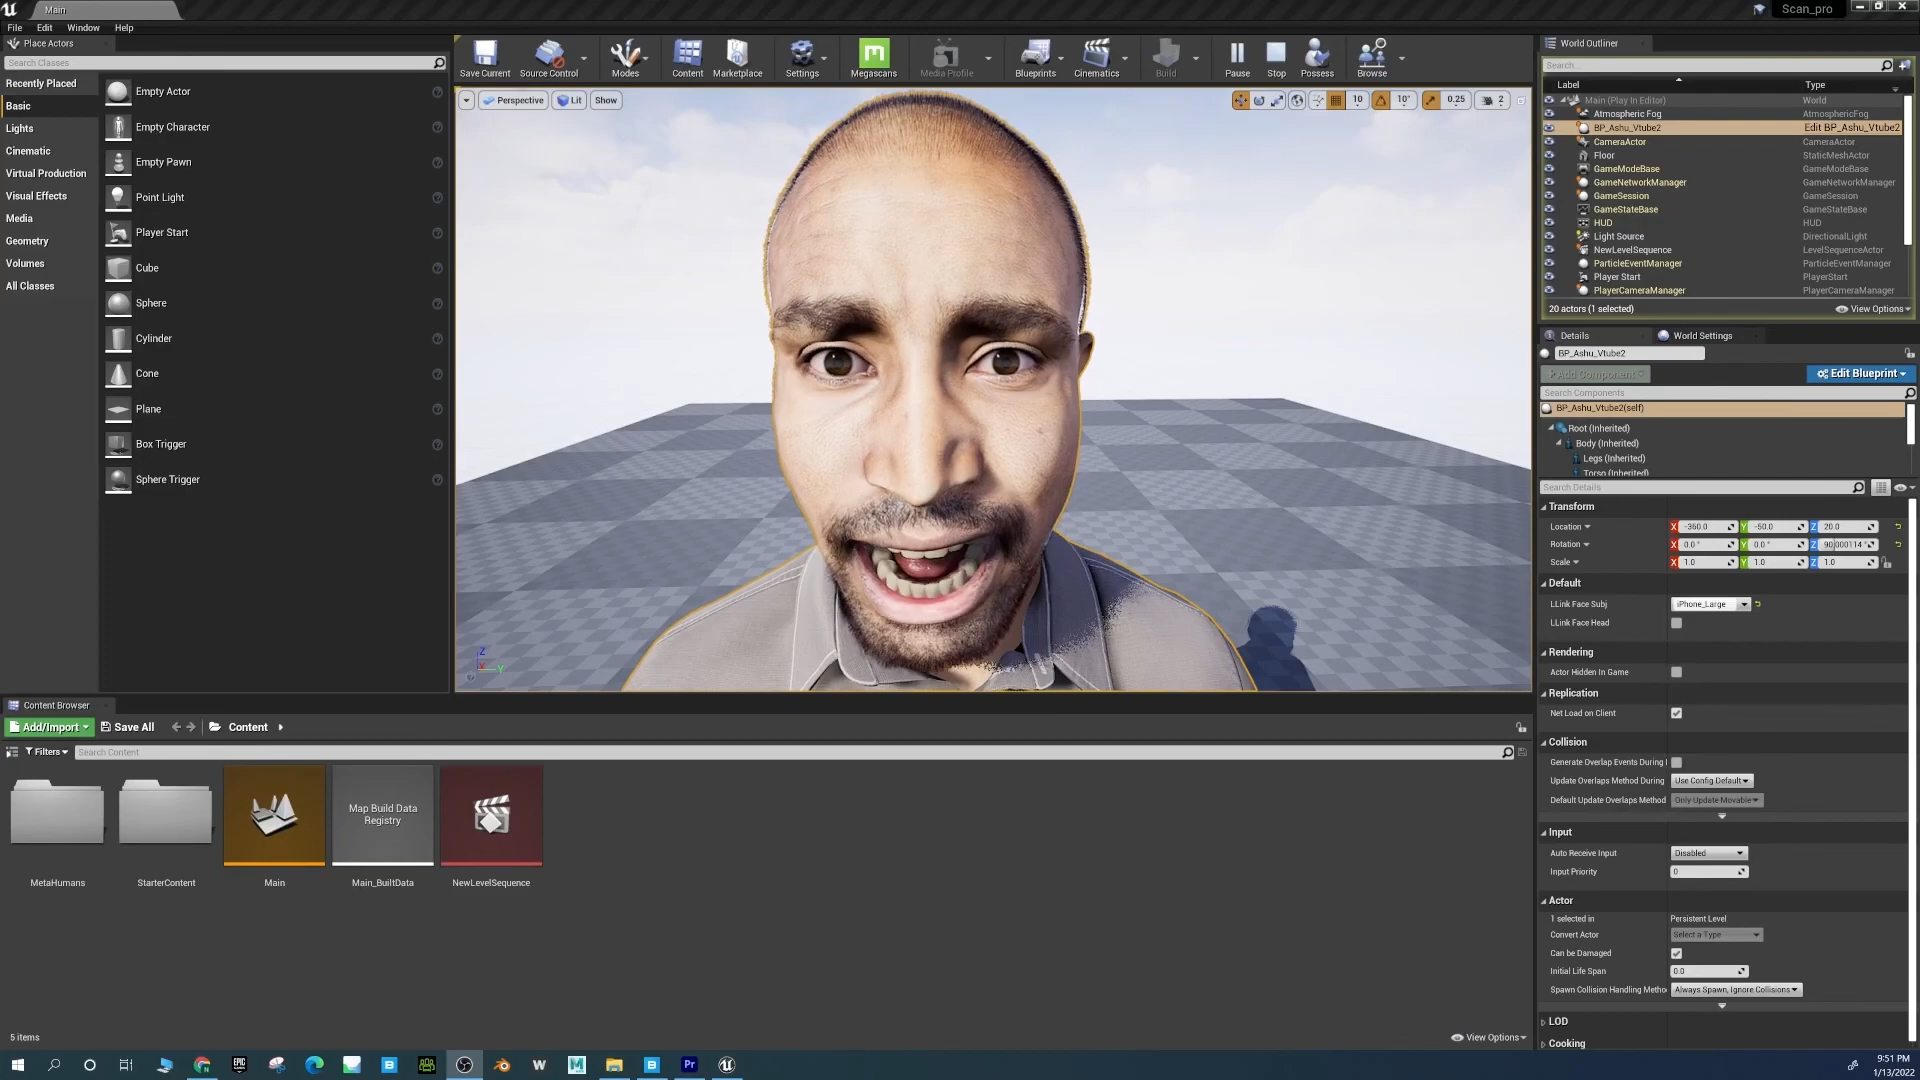 Main
Scan_pro
File Edit Window Help
Place Actors
Search Classes
Recently Placed
Basic
Lights
Cinematic
Virtual Production
Visual Effects
Media
Geometry
Volumes
All Classes
Empty Actor
Empty Character
Empty Pawn
Point Light
Player Start
Cube
Sphere
Cylinder
Cone
Plane
Box Trigger
Sphere Trigger
Save Current Source Control Modes Content Marketplace Settings Megascans Media Profile Blueprints Cinematics Build Pause Stop Possess Browse
Perspective Lit Show 10 10° 0.25 2
Z
X Y
World Outliner
Search...
Label Type
Main (Play In Editor) World
Atmospheric Fog AtmosphericFog
BP_Ashu_Vtube2 Edit BP_Ashu_Vtube2
CameraActor CameraActor
Floor StaticMeshActor
GameModeBase GameModeBase
GameNetworkManager GameNetworkManager
GameSession GameSession
GameStateBase GameStateBase
HUD HUD
Light Source DirectionalLight
NewLevelSequence LevelSequenceActor
ParticleEventManager ParticleEventManager
Player Start PlayerStart
PlayerCameraManager PlayerCameraManager
20 actors (1 selected) View Options
Details World Settings
BP_Ashu_Vtube2
+ Add Component Edit Blueprint
Search Components
BP_Ashu_Vtube2(self)
Root (Inherited)
Body (Inherited)
Legs (Inherited)
Torso (Inherited)
Search Details
Transform
Location X -360.0 Y -50.0 Z 20.0
Rotation X 0.0 ° Y 0.0 ° Z 90.000114 °
Scale X 1.0 Y 1.0 Z 1.0
Default
LLink Face Subj iPhone_Large
LLink Face Head
Rendering
Actor Hidden In Game
Replication
Net Load on Client
Collision
Generate Overlap Events During
Update Overlaps Method During Use Config Default
Default Update Overlaps Method Only Update Movable
Input
Auto Receive Input Disabled
Input Priority 0
Actor
1 selected in Persistent Level
Convert Actor Select a Type
Can be Damaged
Initial Life Span 0.0
Spawn Collision Handling Metho Always Spawn, Ignore Collisions
LOD
Cooking
Content Browser
Add/Import Save All Content
Filters Search Content
Map Build Data
Registry
MetaHumans StarterContent Main Main_BuiltData NewLevelSequence
5 items View Options
EPIC GAMES B W M B Pr
9:51 PM
1/13/2022